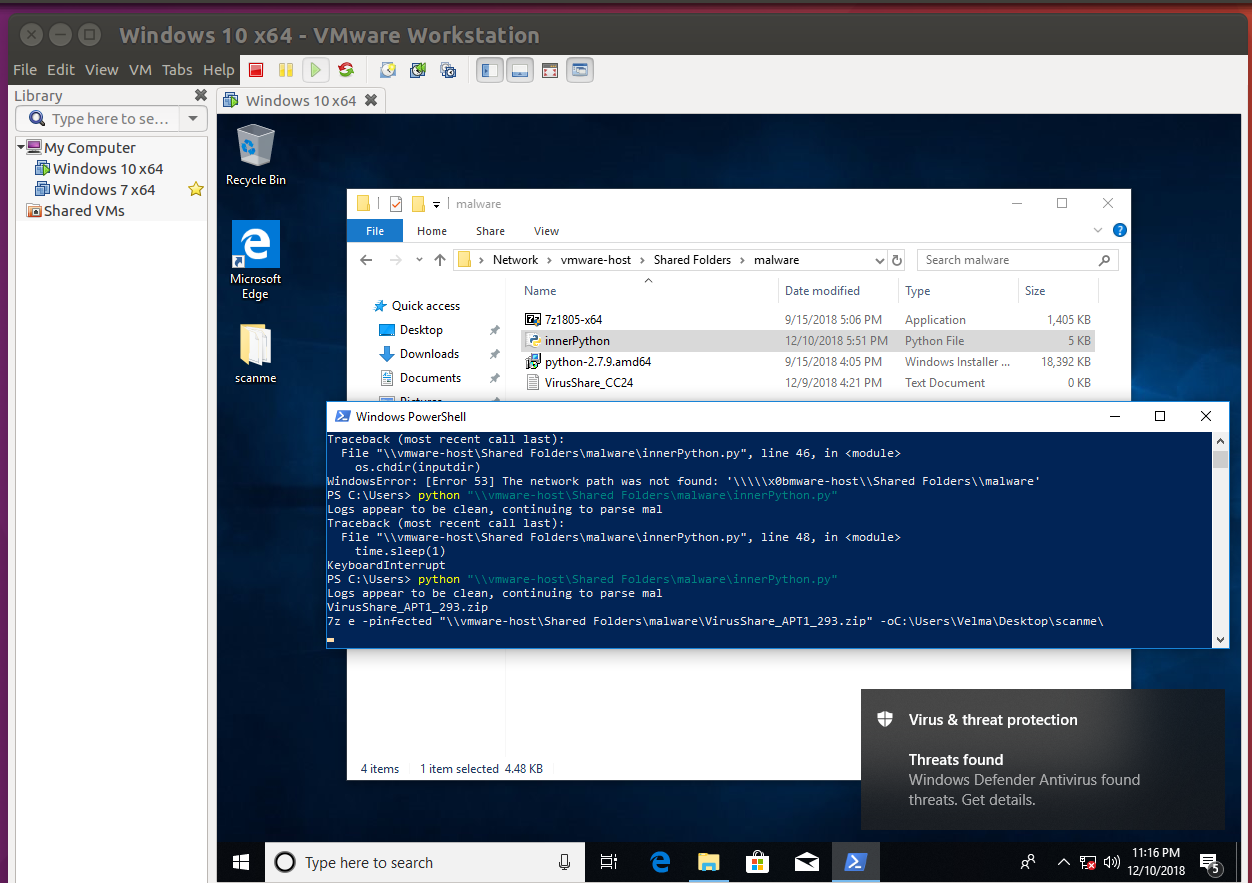 Windows 10 x64 - VMware Workstation
File Edit View VM Tabs Help
Library
Type here to se...
My Computer
Windows 10 x64
Windows 7 x64
Shared VMs
Windows 10 x64
Recycle Bin
Microsoft
Edge
scanme
malware
File Home Share View
Network > vmware-host > Shared Folders > malware
Search malware
Quick access
Desktop
Downloads
Documents
Pictures
Name Date modified Type Size
7z1805-x64 9/15/2018 5:06 PM Application 1,405 KB
innerPython 12/10/2018 5:51 PM Python File 5 KB
python-2.7.9.amd64 9/15/2018 4:05 PM Windows Installer ... 18,392 KB
VirusShare_CC24 12/9/2018 4:21 PM Text Document 0 KB
Windows PowerShell
Traceback (most recent call last):
File "\\vmware-host\Shared Folders\malware\innerPython.py", line 46, in <module>
os.chdir(inputdir)
WindowsError: [Error 53] The network path was not found: '\\\\\x0bmware-host\\Shared Folders\\malware'
PS C:\Users> python "\\vmware-host\Shared Folders\malware\innerPython.py"
Logs appear to be clean, continuing to parse mal
Traceback (most recent call last):
File "\\vmware-host\Shared Folders\malware\innerPython.py", line 48, in <module>
time.sleep(1)
KeyboardInterrupt
PS C:\Users> python "\\vmware-host\Shared Folders\malware\innerPython.py"
Logs appear to be clean, continuing to parse mal
VirusShare_APT1_293.zip
7z e -pinfected "\\vmware-host\Shared Folders\malware\VirusShare_APT1_293.zip" -oC:\Users\Velma\Desktop\scanme\
4 items 1 item selected 4.48 KB
Virus & threat protection
Threats found
Windows Defender Antivirus found
threats. Get details.
Type here to search
11:16 PM
12/10/2018
5